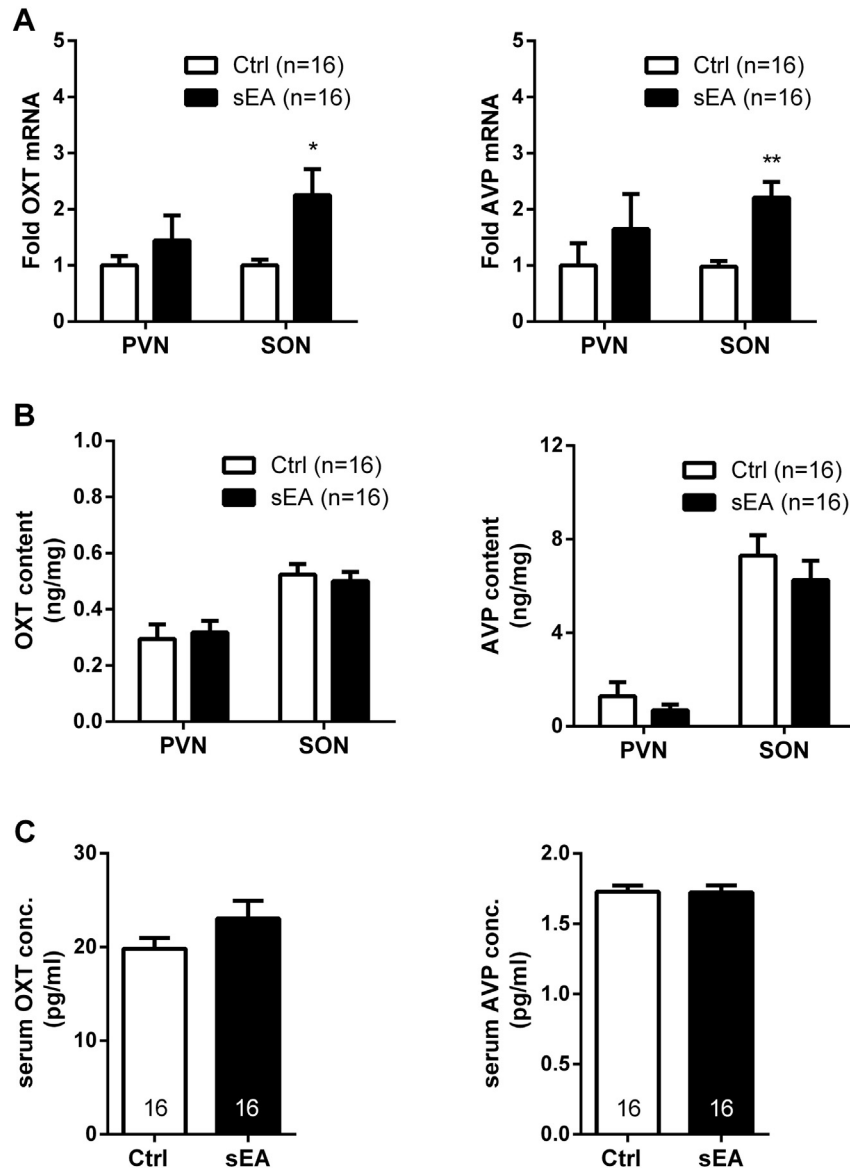 A
Fold OXT mRNA
5
4
3
2
1
0
Ctrl (n=16)
sEA (n=16)
*
PVN SON
Fold AVP mRNA
5
4
3
2
1
0
Ctrl (n=16)
sEA (n=16)
**
PVN SON
B
OXT content
(ng/mg)
1.0
0.8
0.6
0.4
0.2
0.0
Ctrl (n=16)
sEA (n=16)
PVN SON
AVP content
(ng/mg)
12
8
4
0
Ctrl (n=16)
sEA (n=16)
PVN SON
C
serum OXT conc.
(pg/ml)
30
20
10
0
16 16
Ctrl sEA
serum AVP conc.
(pg/ml)
2.0
1.5
1.0
0.5
0.0
16 16
Ctrl sEA